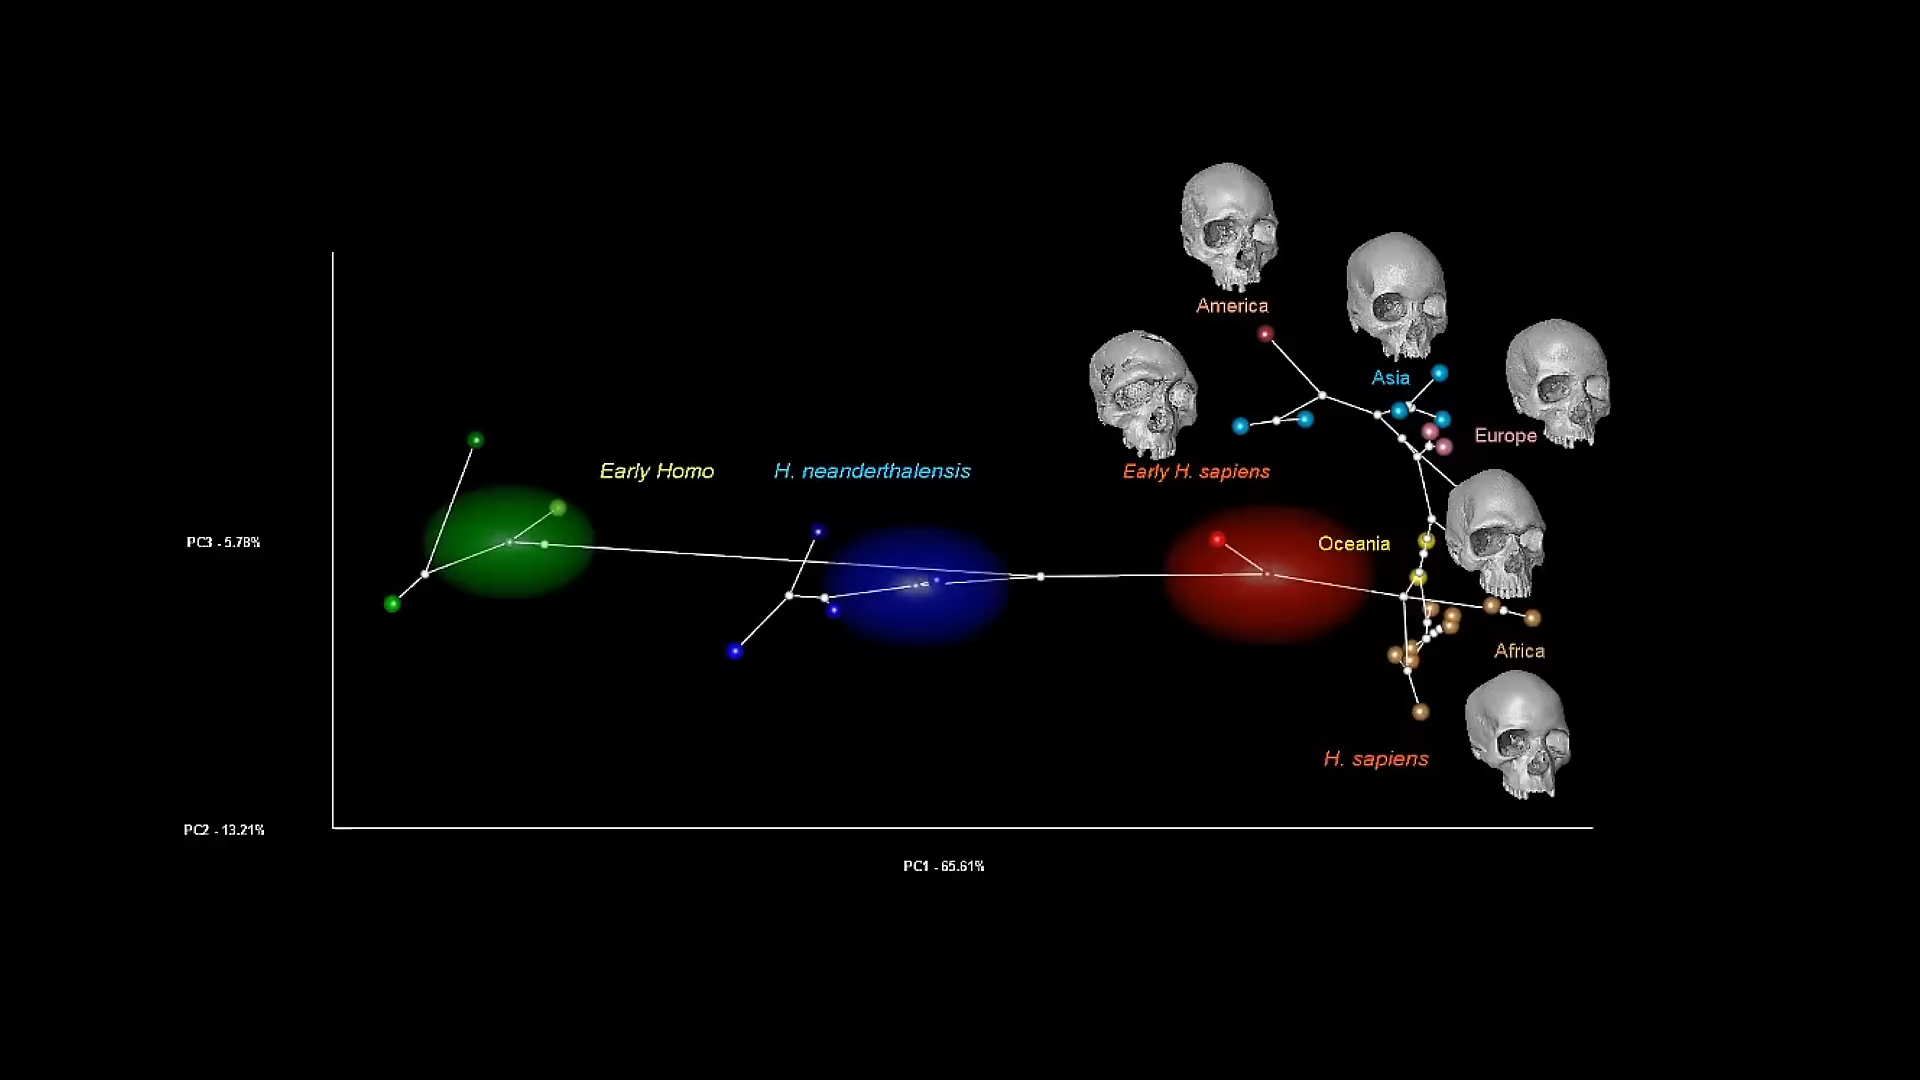 America
Asia
Europe
Early Homo
H. neanderthalensis
Early H. sapiens
PC3 - 5.78%
Oceania
Africa
H. sapiens
PC2 - 13.21%
PC1 - 65.61%